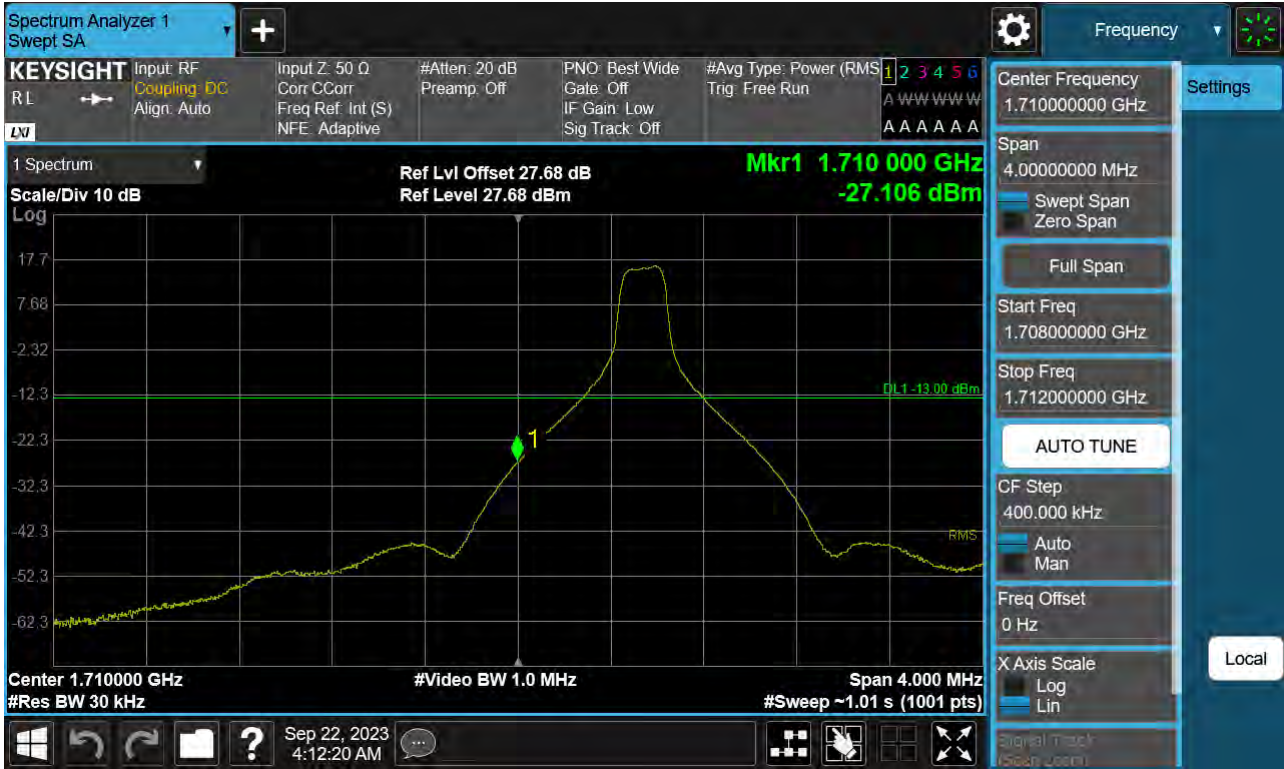 Spectrum Analyzer 1
Swept SA
Frequency
KEYSIGHT
RL
LXI
Input: RF
Coupling: DC
Align: Auto
Input Z: 50 Ω
Corr CCorr
Freq Ref: Int (S)
NFE: Adaptive
#Atten: 20 dB
Preamp: Off
PNO: Best Wide
Gate: Off
IF Gain: Low
Sig Track: Off
#Avg Type: Power (RMS
Trig: Free Run
1 2 3 4 5 6
A W W W W W
A A A A A A
Center Frequency
1.710000000 GHz
Settings
Span
4.00000000 MHz
Swept Span
Zero Span
Full Span
Start Freq
1.708000000 GHz
Stop Freq
1.712000000 GHz
AUTO TUNE
CF Step
400.000 kHz
Auto
Man
Freq Offset
0 Hz
X Axis Scale
Log
Lin
Signal Track
(Span Zoom)
Local
1 Spectrum
Scale/Div 10 dB
Log
Ref Lvl Offset 27.68 dB
Ref Level 27.68 dBm
Mkr1 1.710 000 GHz
-27.106 dBm
17.7
7.68
-2.32
-12.3
DL1 -13.00 dBm
-22.3
1
-32.3
-42.3
RMS
-52.3
-62.3
Center 1.710000 GHz
#Video BW 1.0 MHz
Span 4.000 MHz
#Res BW 30 kHz
#Sweep ~1.01 s (1001 pts)
?
Sep 22, 2023
4:12:20 AM